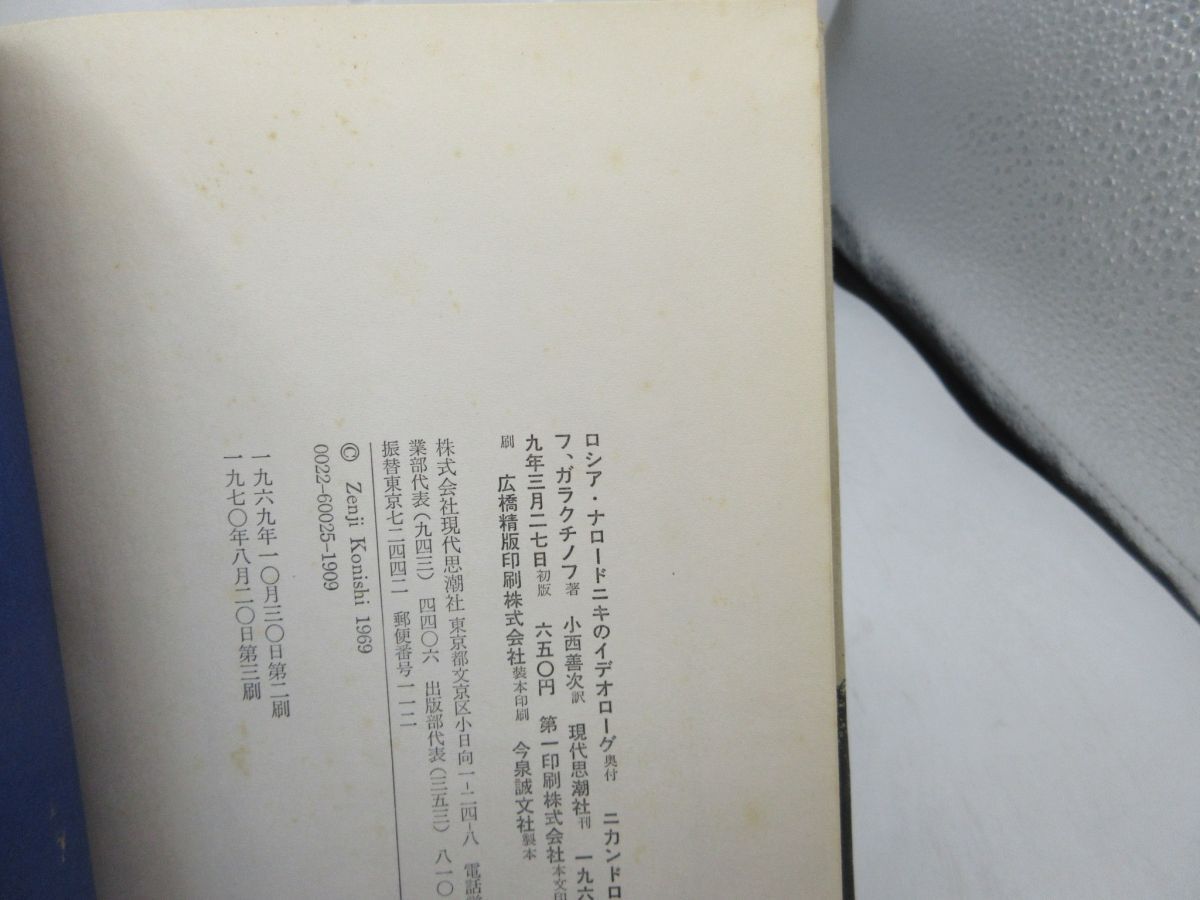 ロシア・ナロードニキのイデオローグ 奥付 ニカンドロ
フ、ガラクチノフ著 小西善次訳 現代思潮社刊 一九六
九年三月二七日初版 六五〇円 第一印刷株式会社本文印
刷 広橋精版印刷株式会社装本印刷 今泉誠文社製本
株式会社現代思潮社 東京都文京区小日向一–二四–八 電話営
業部代表(九四三)四四〇六 出版部代表(三五三)八一〇
振替東京七二四四二 郵便番号一一二
© Zenji Konishi 1969
0022-60025-1909
一九六九年一〇月三〇日第二刷
一九七〇年八月二〇日第三刷